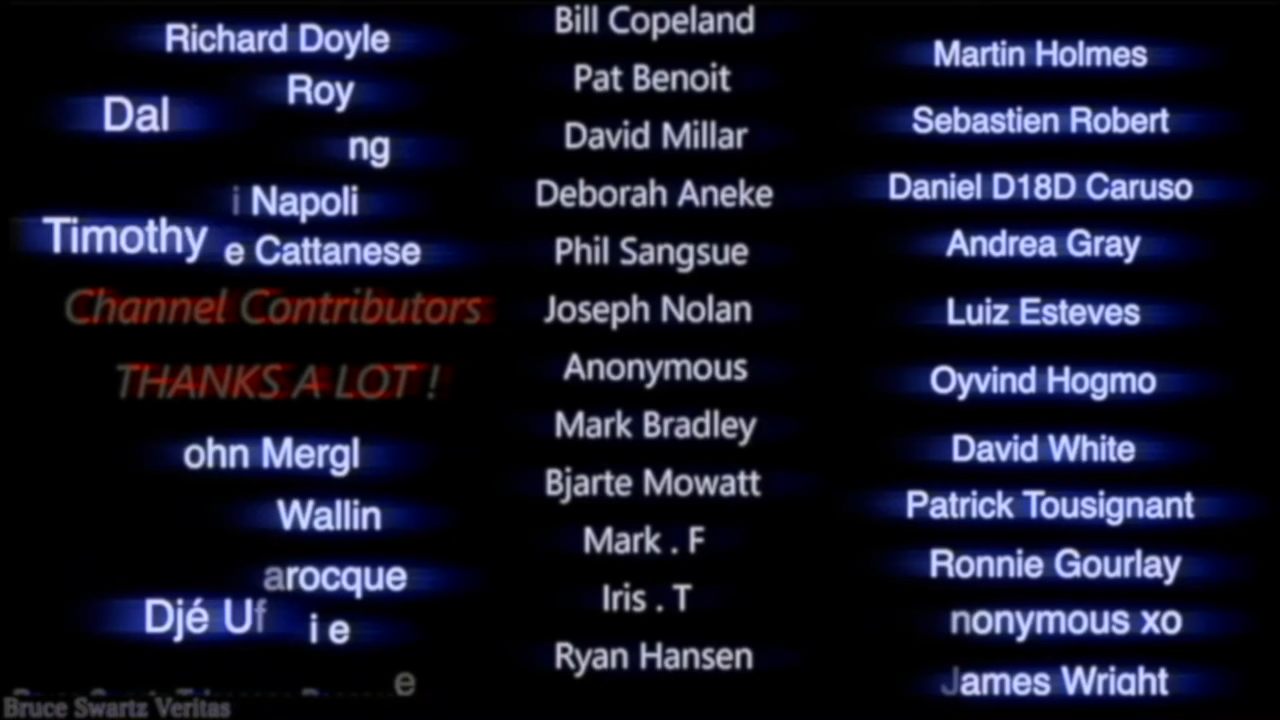 Richard Doyle
Roy
Dal
ng
i Napoli
Timothy
e Cattanese
Channel Contributors
THANKS A LOT !
ohn Mergl
Wallin
arocque
Djé Uf
i e
e
Bruce Swartz Veritas
Bill Copeland
Pat Benoit
David Millar
Deborah Aneke
Phil Sangsue
Joseph Nolan
Anonymous
Mark Bradley
Bjarte Mowatt
Mark . F
Iris . T
Ryan Hansen
Martin Holmes
Sebastien Robert
Daniel D18D Caruso
Andrea Gray
Luiz Esteves
Oyvind Hogmo
David White
Patrick Tousignant
Ronnie Gourlay
nonymous xo
James Wright